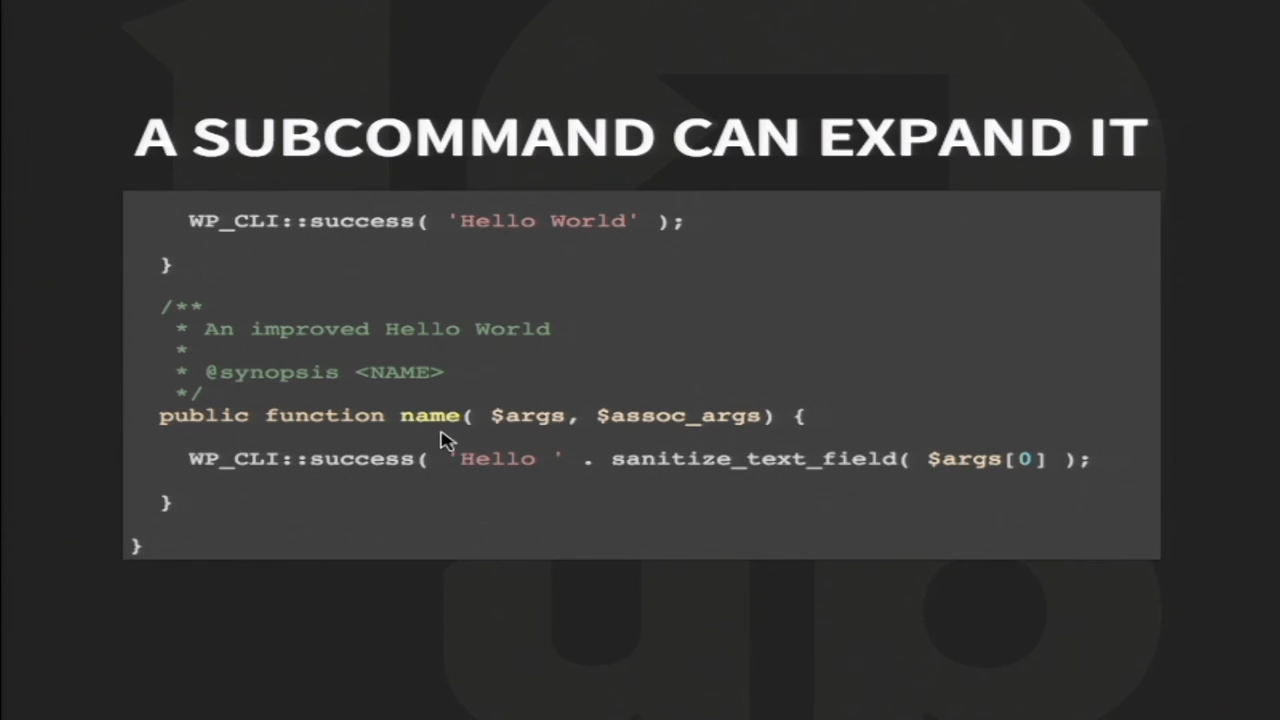 A SUBCOMMAND CAN EXPAND IT
WP_CLI::success( 'Hello World' );
}
/**
* An improved Hello World
*
* @synopsis <NAME>
*/
public function name( $args, $assoc_args) {
WP_CLI::success( 'Hello ' . sanitize_text_field( $args[0] );
}
}